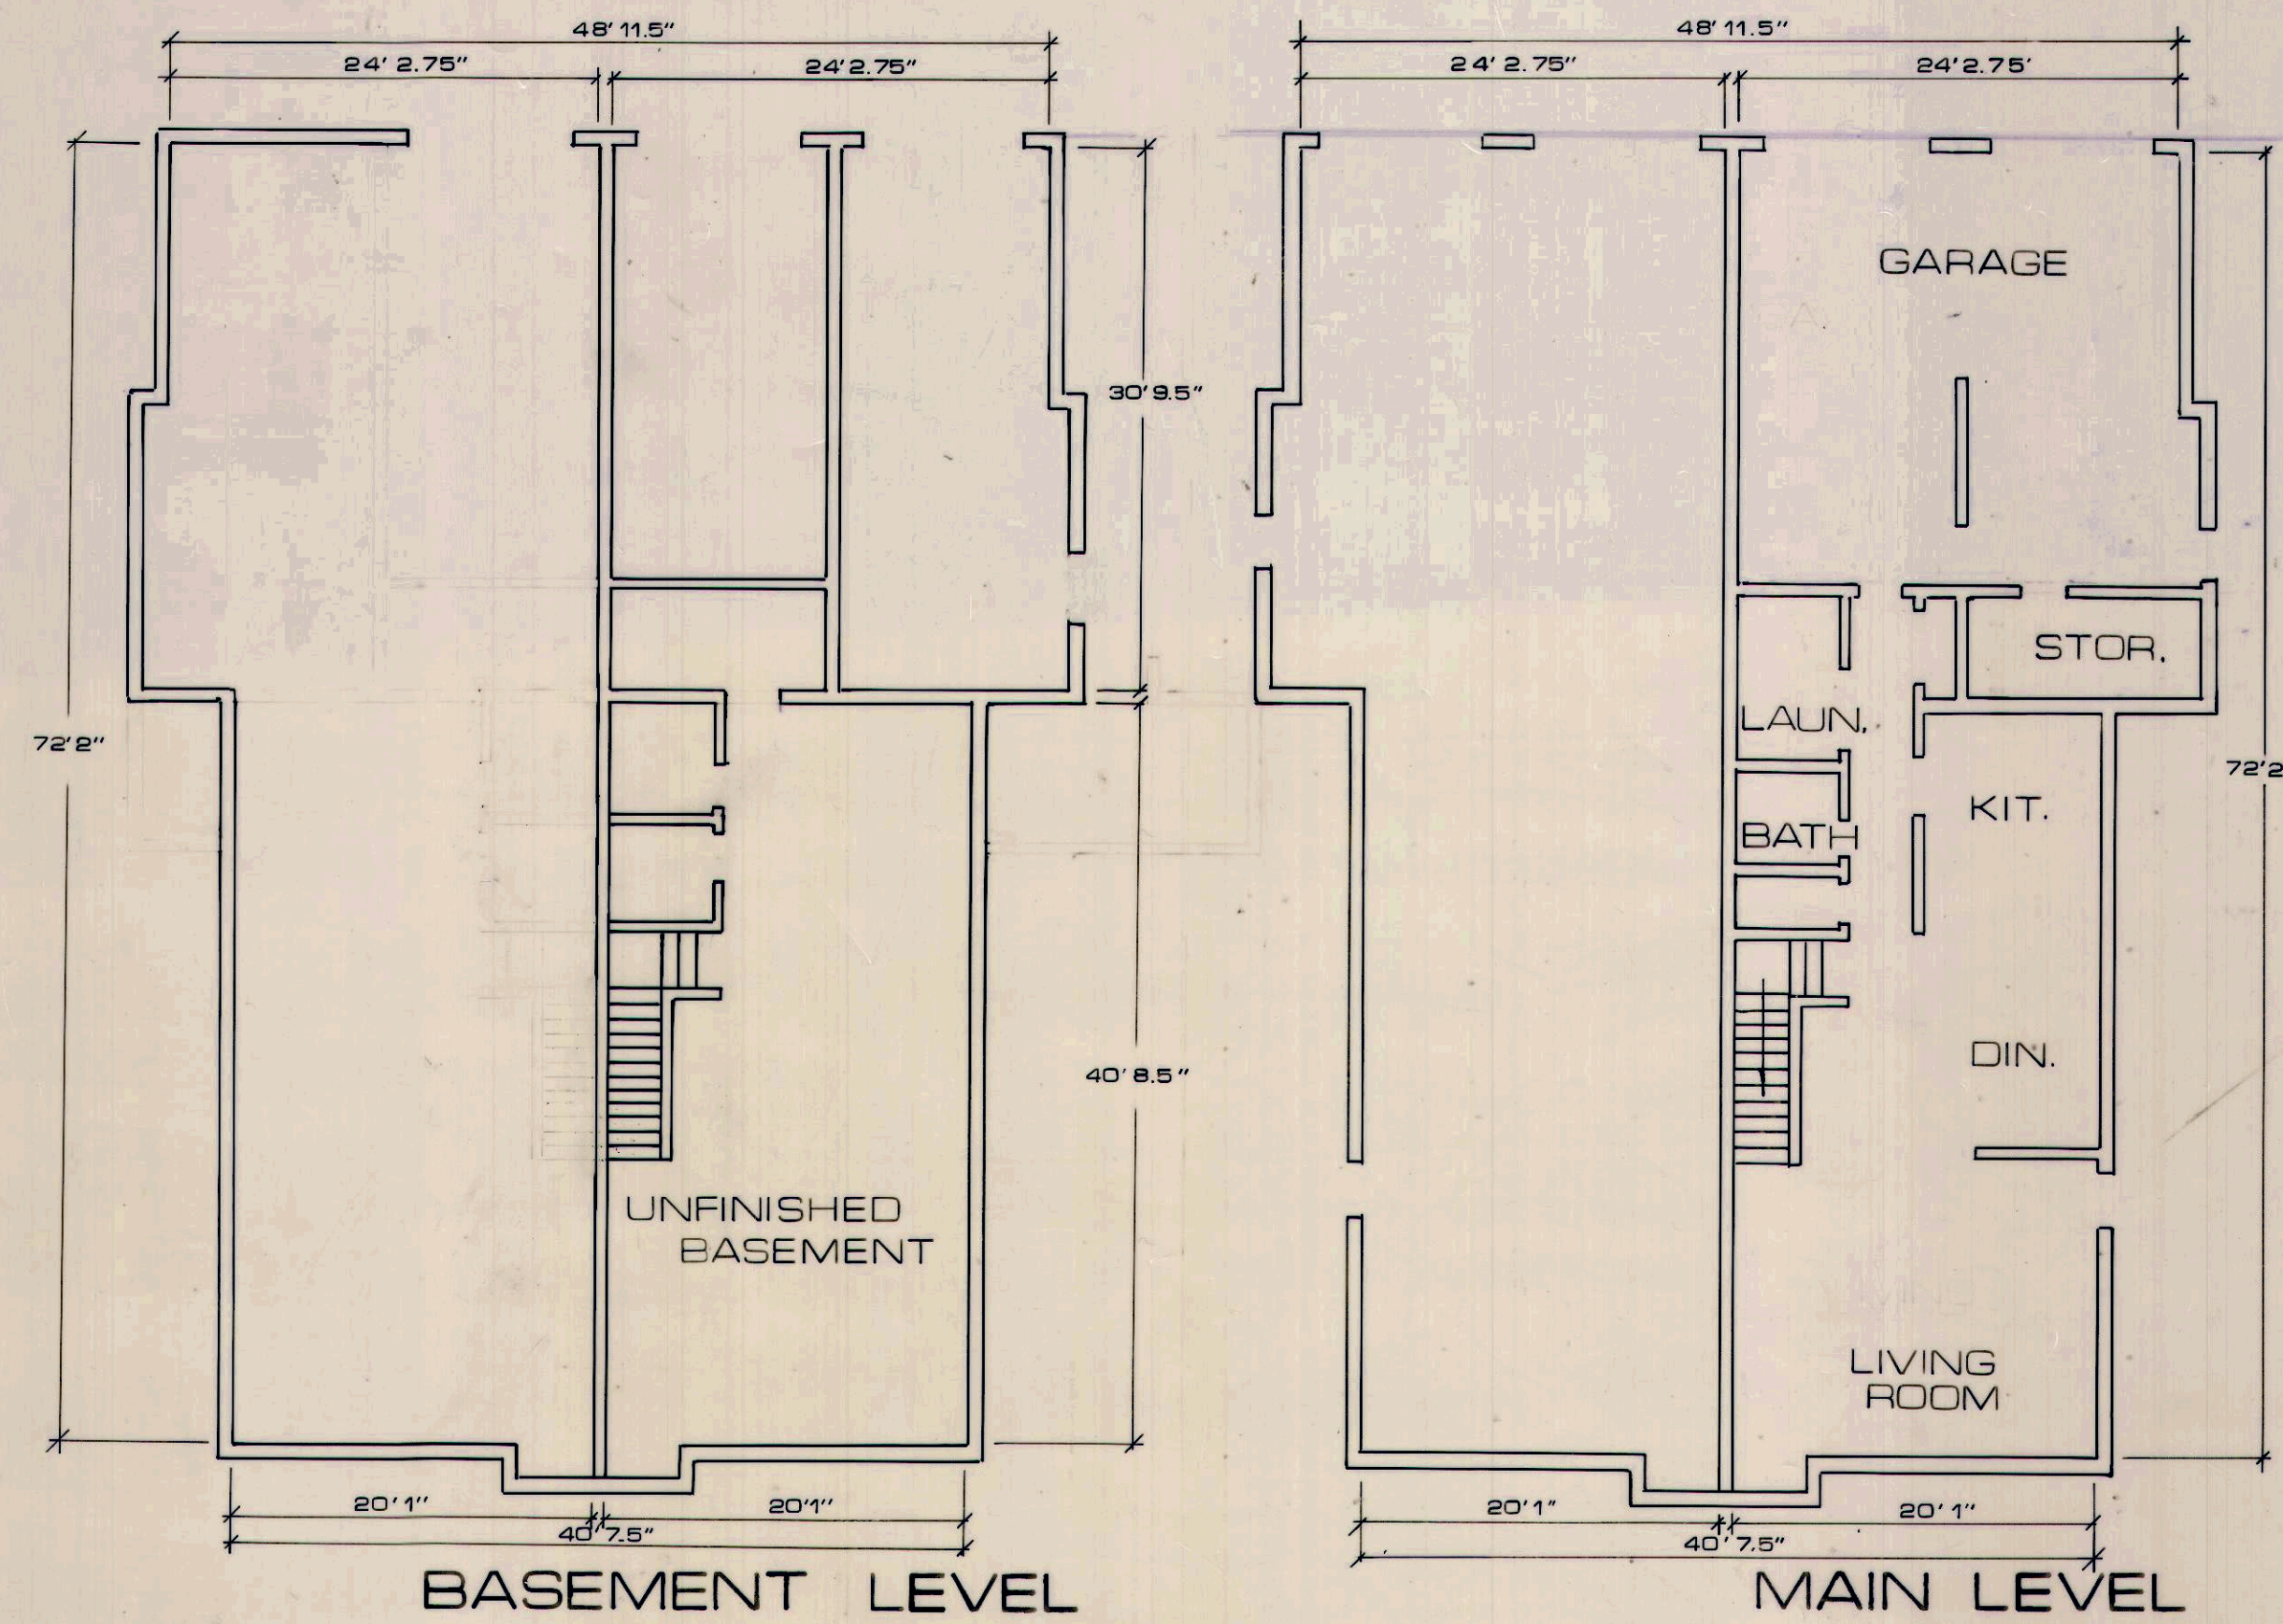 48' 11.5"
24' 2.75"
24' 2.75"
72'2"
30' 9.5"
40' 8.5"
UNFINISHED
BASEMENT
20' 1"
20'1"
40' 7.5"
BASEMENT LEVEL
48' 11.5"
24' 2.75"
24'2.75'
GARAGE
STOR.
LAUN.
72'2
KIT.
BATH
DIN.
LIVING
ROOM
20' 1"
20' 1"
40' 7.5"
MAIN LEVEL